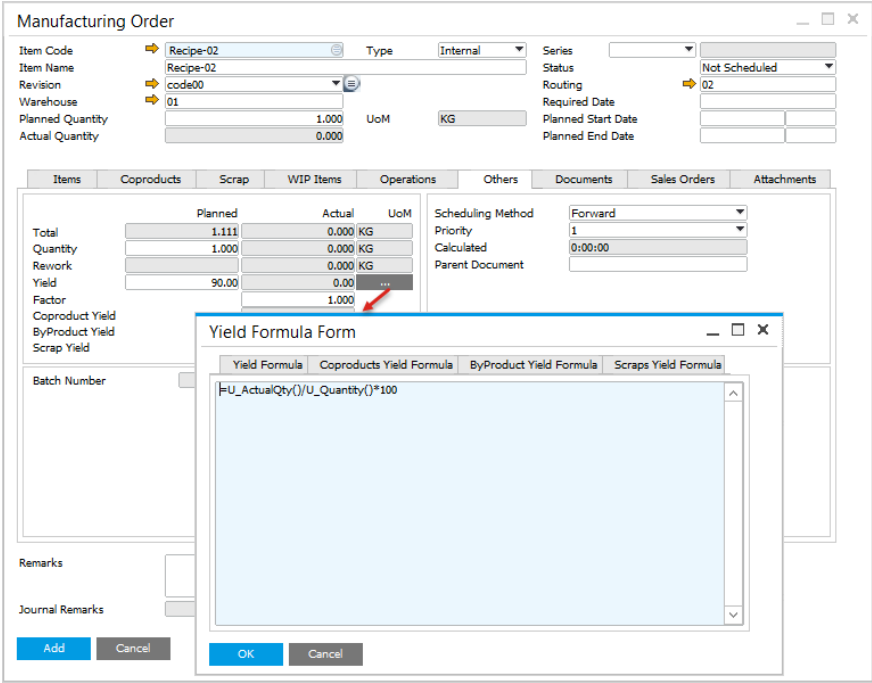 Manufacturing Order
Item Code Recipe-02 Type Internal Series
Item Name Recipe-02 Status Not Scheduled
Revision code00 Routing 02
Warehouse 01 Required Date
Planned Quantity 1.000 UoM KG Planned Start Date
Actual Quantity 0.000 Planned End Date
Items Coproducts Scrap WIP Items Operations Others Documents Sales Orders Attachments
Planned Actual UoM Scheduling Method Forward
Total 1.111 0.000 KG Priority 1
Quantity 1.000 0.000 KG Calculated 0:00:00
Rework 0.000 KG Parent Document
Yield 90.00 0.00 ...
Factor 1.000
Coproduct Yield
ByProduct Yield
Scrap Yield
Batch Number
Yield Formula Form
Yield Formula Coproducts Yield Formula ByProduct Yield Formula Scraps Yield Formula
=U_ActualQty()/U_Quantity()*100
OK Cancel
Remarks
Journal Remarks
Add Cancel